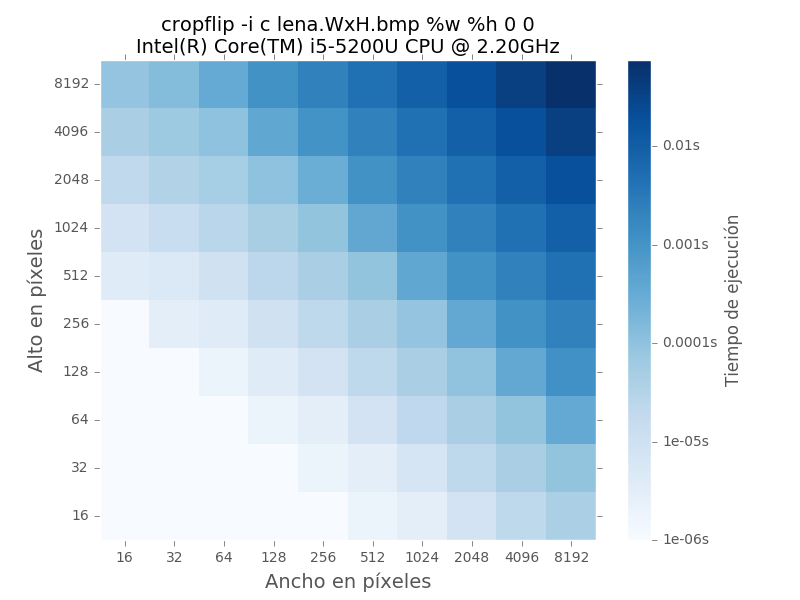 cropflip -i c lena.WxH.bmp %w %h 0 0
Intel(R) Core(TM) i5-5200U CPU @ 2.20GHz
8192
4096
2048
1024
512
256
128
64
32
16
Alto en píxeles
16 32 64 128 256 512 1024 2048 4096 8192
Ancho en píxeles
0.01s
0.001s
0.0001s
1e-05s
1e-06s
Tiempo de ejecución